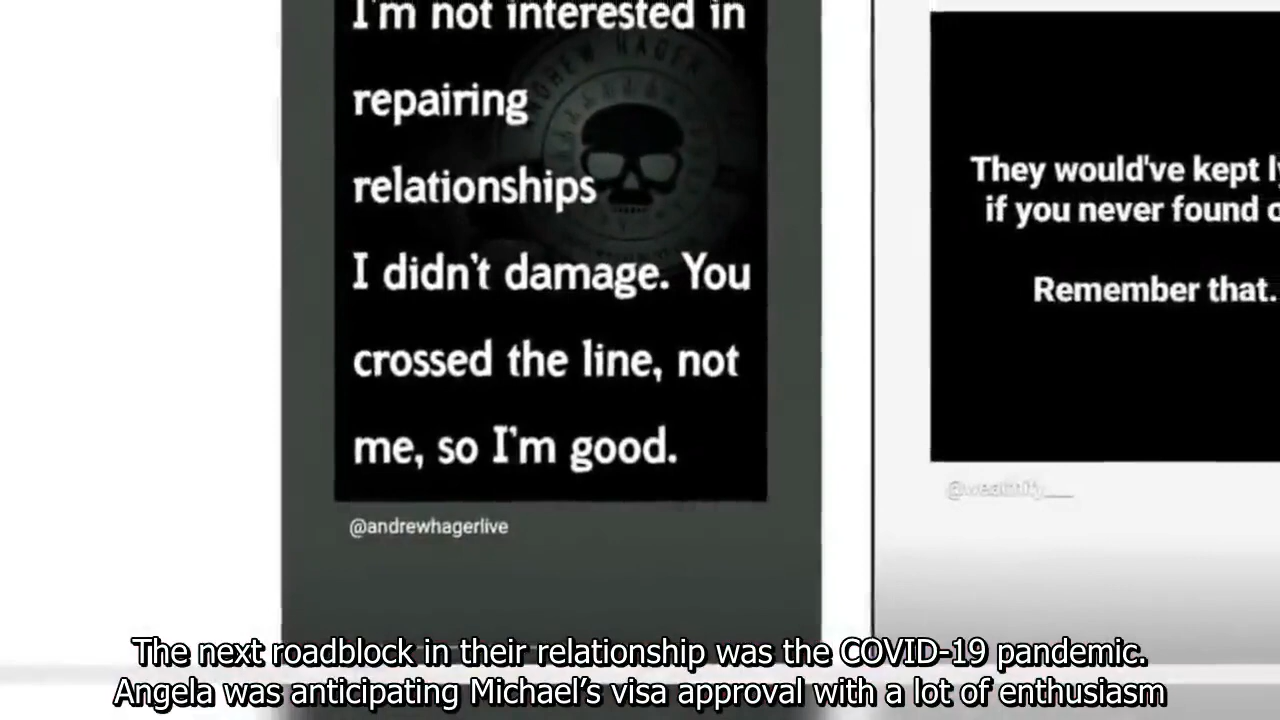 I'm not interested in
repairing
relationships
I didn't damage. You
crossed the line, not
me, so I'm good.
@andrewhagerlive
They would've kept
if you never found
Remember that.
The next roadblock in their relationship was the COVID-19 pandemic.
Angela was anticipating Michael's visa approval with a lot of enthusiasm